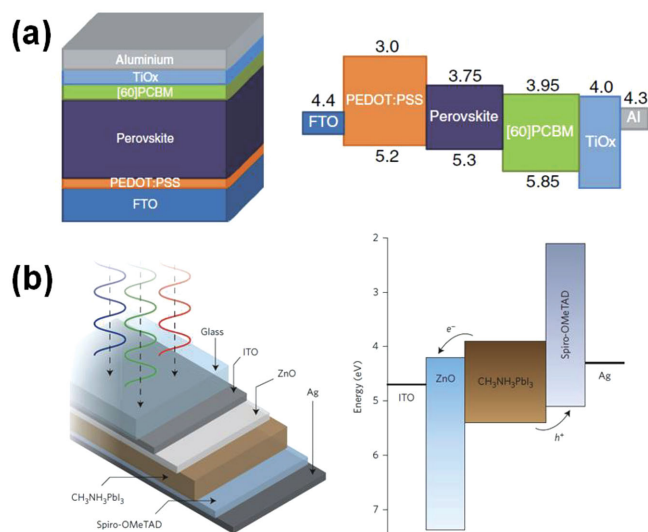 (a)
Aluminium
TiOx
[60]PCBM
Perovskite
PEDOT:PSS
FTO
4.4
FTO
3.0
PEDOT:PSS
5.2
3.75
Perovskite
5.3
3.95
[60]PCBM
5.85
4.0
TiOx
4.3
Al
(b)
Glass
ITO
ZnO
Ag
CH3NH3PbI3
Spiro-OMeTAD
Energy (eV)
2
3
4
5
6
7
ITO
ZnO
e−
CH3NH3PbI3
h+
Spiro-OMeTAD
Ag